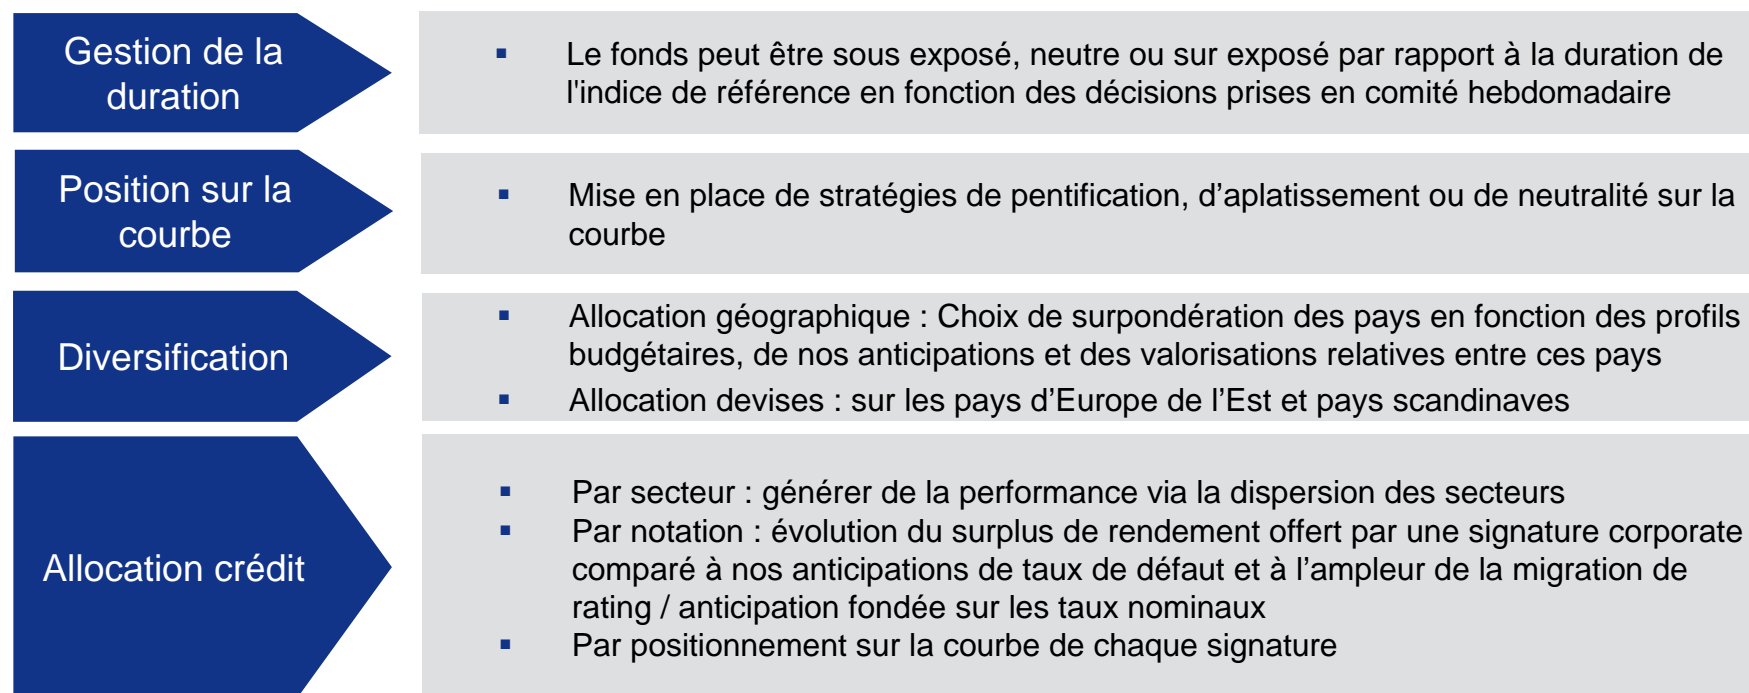 Gestion de la
duration
▪ Le fonds peut être sous exposé, neutre ou sur exposé par rapport à la duration de
l'indice de référence en fonction des décisions prises en comité hebdomadaire
Position sur la
courbe
▪ Mise en place de stratégies de pentification, d’aplatissement ou de neutralité sur la
courbe
Diversification
▪ Allocation géographique : Choix de surpondération des pays en fonction des profils
budgétaires, de nos anticipations et des valorisations relatives entre ces pays
▪ Allocation devises : sur les pays d’Europe de l’Est et pays scandinaves
Allocation crédit
▪ Par secteur : générer de la performance via la dispersion des secteurs
▪ Par notation : évolution du surplus de rendement offert par une signature corporate
comparé à nos anticipations de taux de défaut et à l’ampleur de la migration de
rating / anticipation fondée sur les taux nominaux
▪ Par positionnement sur la courbe de chaque signature